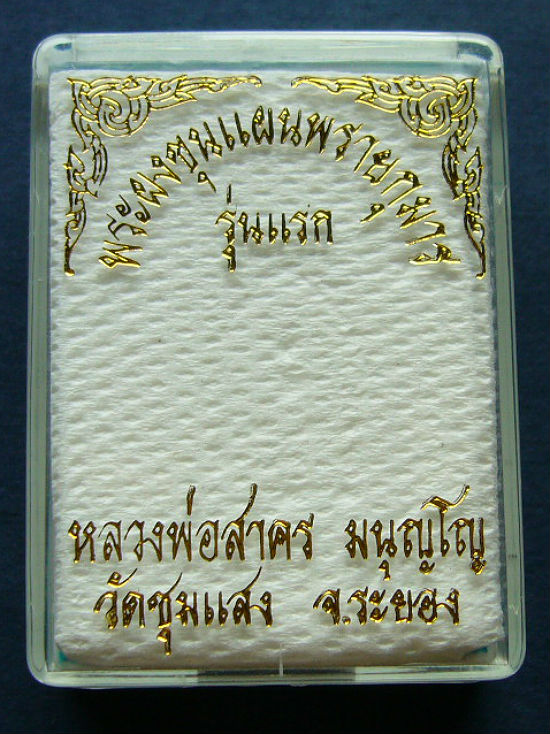 พระผงขุนแผนพรายกุมาร
รุ่นแรก
หลวงพ่อสาคร มนุญฺโญ
วัดชุมแสง จ.ระยอง